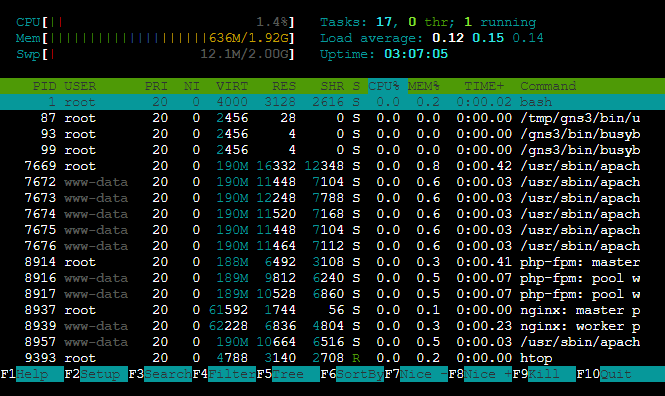 CPU[|| 1.4%] Tasks: 17, 0 thr; 1 running
Mem[||||||||||||||||||||636M/1.92G] Load average: 0.12 0.15 0.14
Swp[| 12.1M/2.00G] Uptime: 03:07:05
PID USER PRI NI VIRT RES SHR S CPU% MEM% TIME+ Command
1 root 20 0 4000 3128 2616 S 0.0 0.2 0:00.02 bash
87 root 20 0 2456 28 0 S 0.0 0.0 0:00.00 /tmp/gns3/bin/u
93 root 20 0 2456 4 0 S 0.0 0.0 0:00.00 /gns3/bin/busyb
99 root 20 0 2456 4 0 S 0.0 0.0 0:00.00 /gns3/bin/busyb
7669 root 20 0 190M 16332 12348 S 0.0 0.8 0:00.42 /usr/sbin/apach
7672 www-data 20 0 190M 11448 7104 S 0.0 0.6 0:00.03 /usr/sbin/apach
7673 www-data 20 0 190M 12248 7788 S 0.0 0.6 0:00.03 /usr/sbin/apach
7674 www-data 20 0 190M 11520 7168 S 0.0 0.6 0:00.03 /usr/sbin/apach
7675 www-data 20 0 190M 11448 7104 S 0.0 0.6 0:00.03 /usr/sbin/apach
7676 www-data 20 0 190M 11464 7112 S 0.0 0.6 0:00.03 /usr/sbin/apach
8914 root 20 0 188M 6492 3108 S 0.0 0.3 0:00.41 php-fpm: master
8916 www-data 20 0 189M 9812 6240 S 0.0 0.5 0:00.07 php-fpm: pool w
8917 www-data 20 0 189M 10528 6860 S 0.0 0.5 0:00.07 php-fpm: pool w
8937 root 20 0 61592 1744 56 S 0.0 0.1 0:00.00 nginx: master p
8939 www-data 20 0 62228 6836 4804 S 0.0 0.3 0:00.23 nginx: worker p
8957 www-data 20 0 190M 10664 6516 S 0.0 0.5 0:00.03 /usr/sbin/apach
9393 root 20 0 4788 3140 2708 R 0.0 0.2 0:00.00 htop
F1Help F2Setup F3SearchF4FilterF5Tree F6SortByF7Nice -F8Nice +F9Kill F10Quit